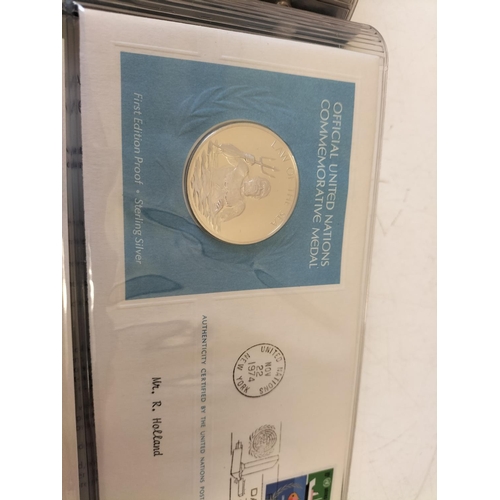 OFFICIAL UNITED NATIONS
COMMEMORATIVE MEDAL
First Edition Proof • Sterling Silver
AUTHENTICITY CERTIFIED BY THE UNITED NATIONS
UNITED NATIONS
NOV
22
1974
NEW YORK
Mr. R. Holland